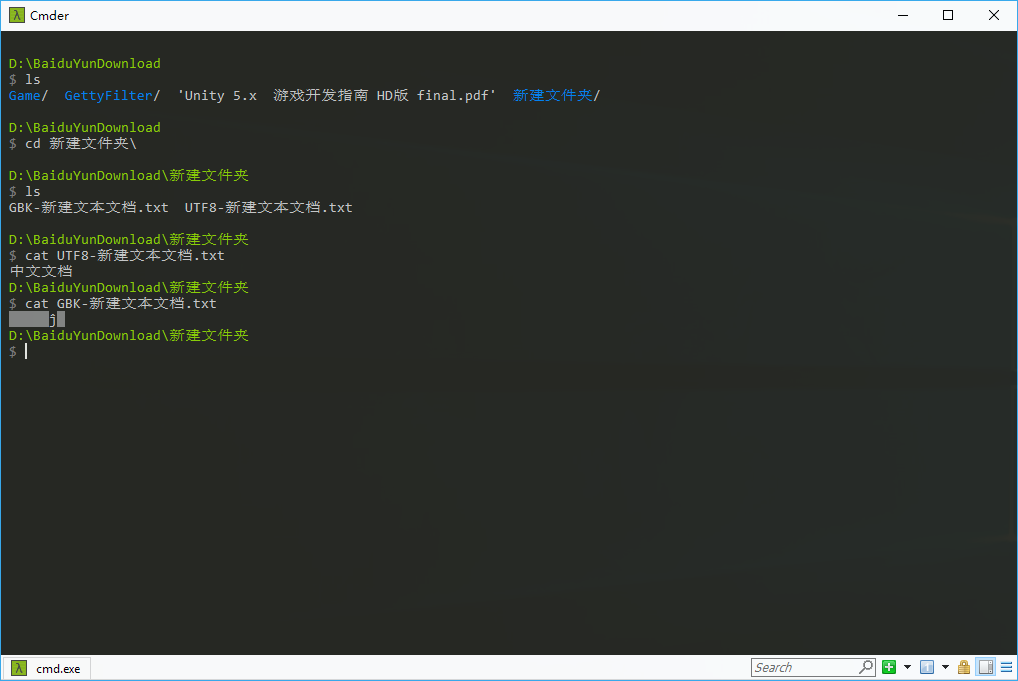 Cmder
D:\BaiduYunDownload
$ ls
Game/  GettyFilter/  'Unity 5.x  游戏开发指南 HD版 final.pdf'  新建文件夹/
D:\BaiduYunDownload
$ cd 新建文件夹\
D:\BaiduYunDownload\新建文件夹
$ ls
GBK-新建文本文档.txt  UTF8-新建文本文档.txt
D:\BaiduYunDownload\新建文件夹
$ cat UTF8-新建文本文档.txt
中文文档
D:\BaiduYunDownload\新建文件夹
$ cat GBK-新建文本文档.txt
D:\BaiduYunDownload\新建文件夹
$
cmd.exe
Search